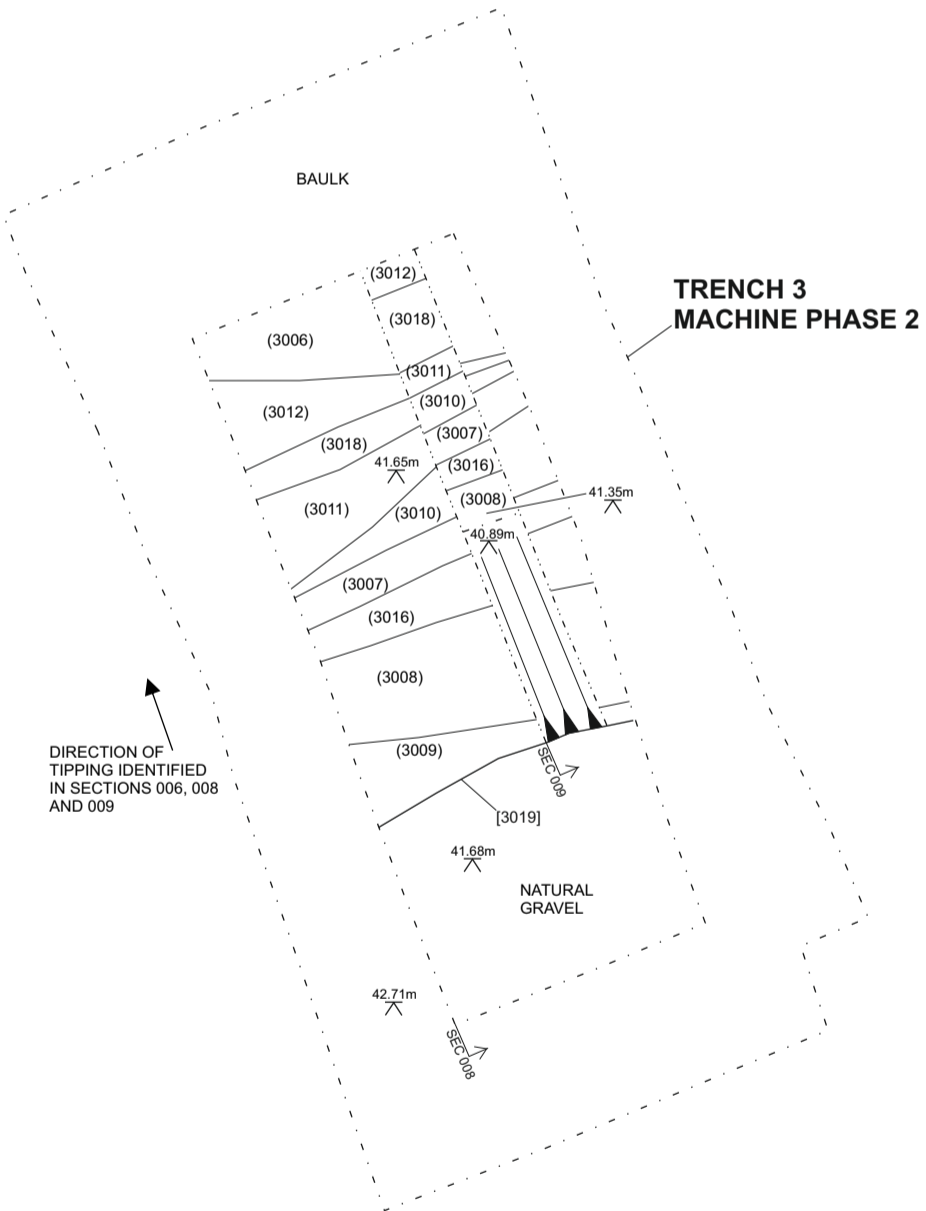 BAULK
(3012)
TRENCH 3
MACHINE PHASE 2
(3018)
(3006)
(3011)
(3010)
(3012)
(3007)
(3018)
41.65m
(3016)
41.35m
(3008)
(3011)
(3010)
40.89m
(3007)
(3016)
(3008)
(3009)
DIRECTION OF
TIPPING IDENTIFIED
IN SECTIONS 006, 008
AND 009
SEC 009
[3019]
41.68m
NATURAL
GRAVEL
42.71m
SEC 008